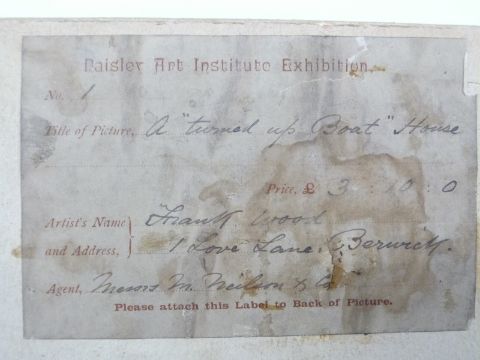 Paisley Art Institute Exhibition.
No. 1
Title of Picture, A "turned up Boat" House
Price, £ 3 : 10 : 0
Artist's Name Frank Wood
and Address, 1 Love Lane. Berwick.
Agent, Messrs M. Neilson & Co
Please attach this Label to Back of Picture.